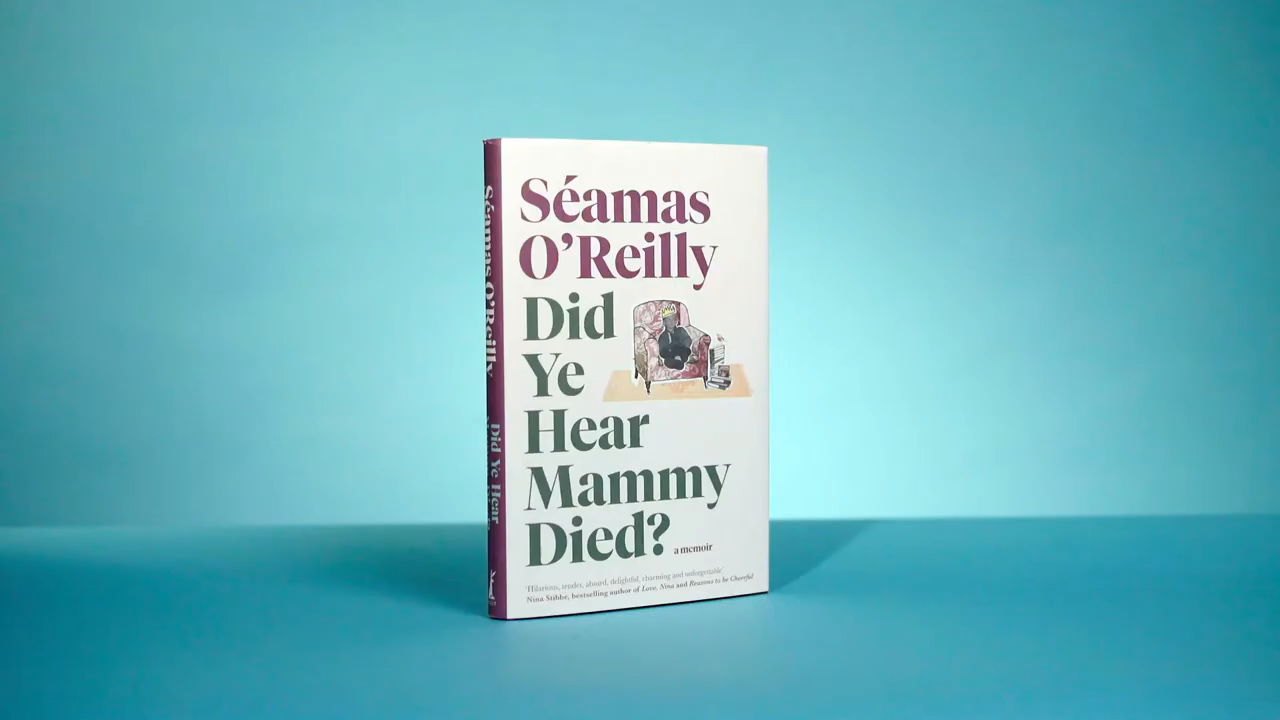 Séamas O'Reilly
Did Ye Hear
Séamas
O'Reilly
Did
Ye
Hear
Mammy
Died?
a memoir
'Hilarious, tender, absurd, delightful, charming and unforgettable'
Nina Stibbe, bestselling author of Love, Nina and Reasons to be Cheerful